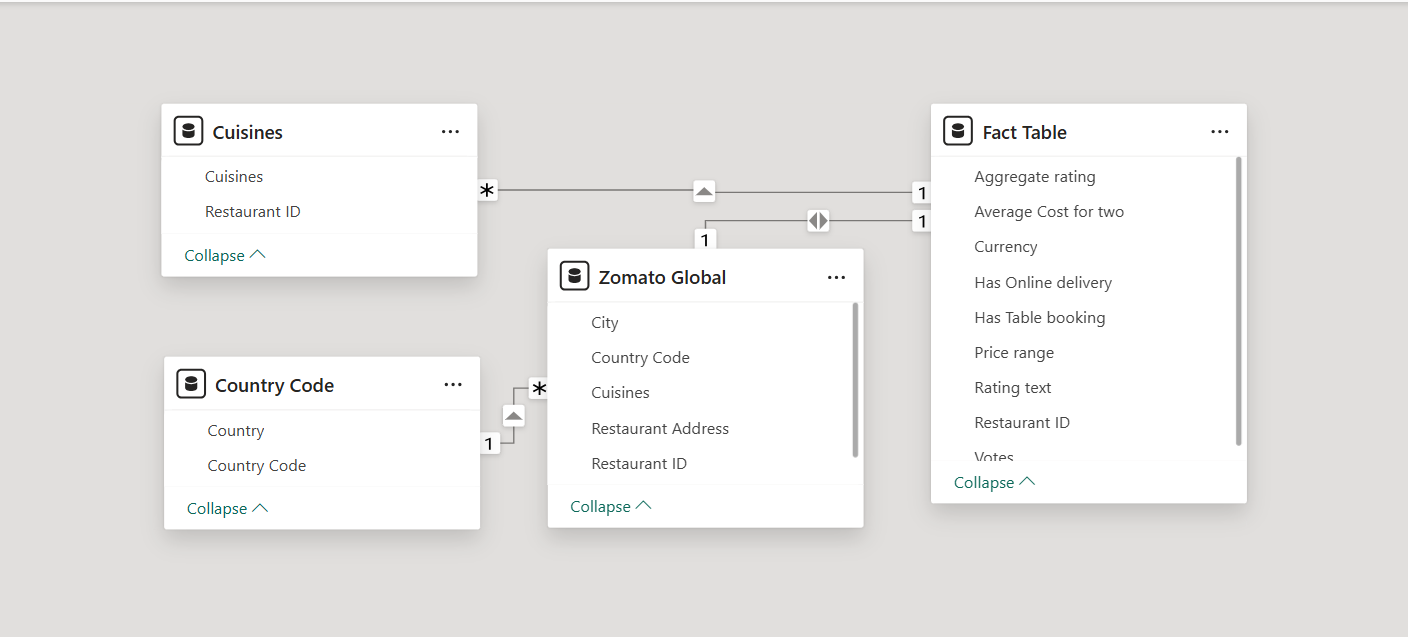 Cuisines
Cuisines
Restaurant ID
Collapse
*
1
1
1
Fact Table
Aggregate rating
Average Cost for two
Currency
Has Online delivery
Has Table booking
Price range
Rating text
Restaurant ID
Votes
Collapse
Zomato Global
City
Country Code
Cuisines
Restaurant Address
Restaurant ID
Collapse
*
1
Country Code
Country
Country Code
Collapse